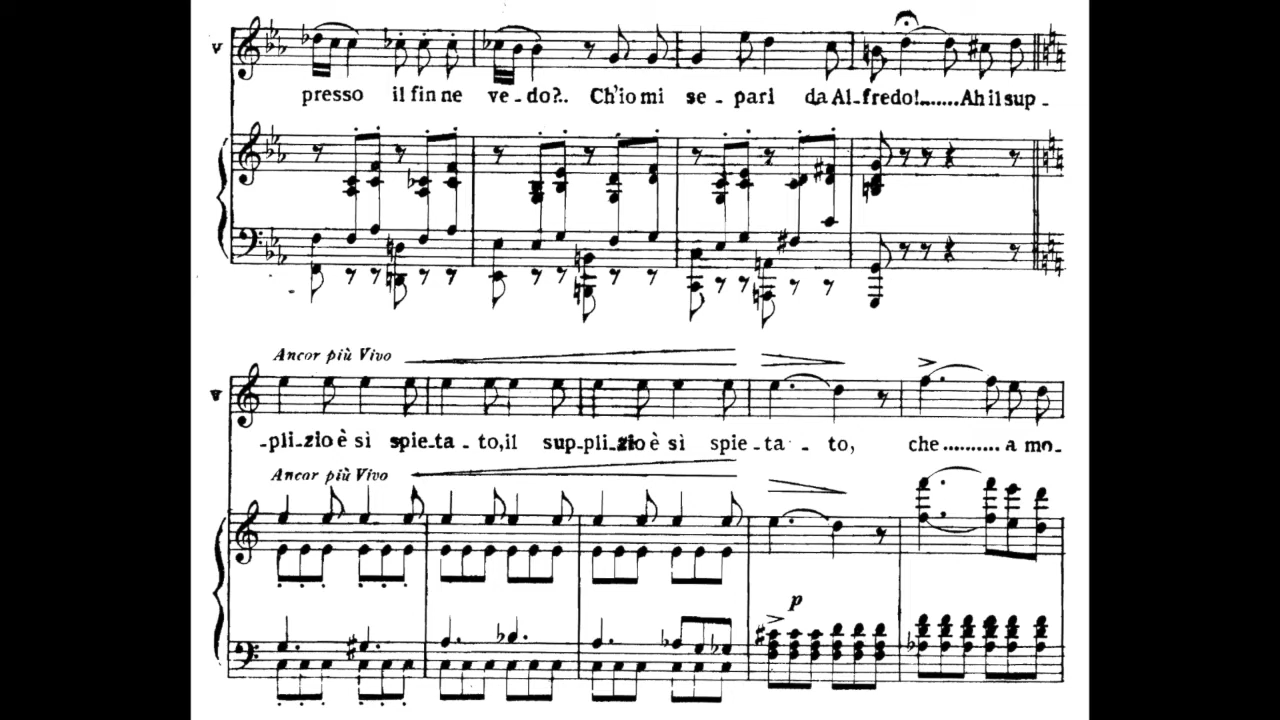 V
presso il fin ne ve-do?.. Ch'io mi se-pari da Al-fredo!.......Ah il sup-
Ancor più Vivo
V
-pli-zio è sì spie-ta-to, il sup-pli-zio è sì spie-ta-to, che.......... a mo-
Ancor più Vivo
p